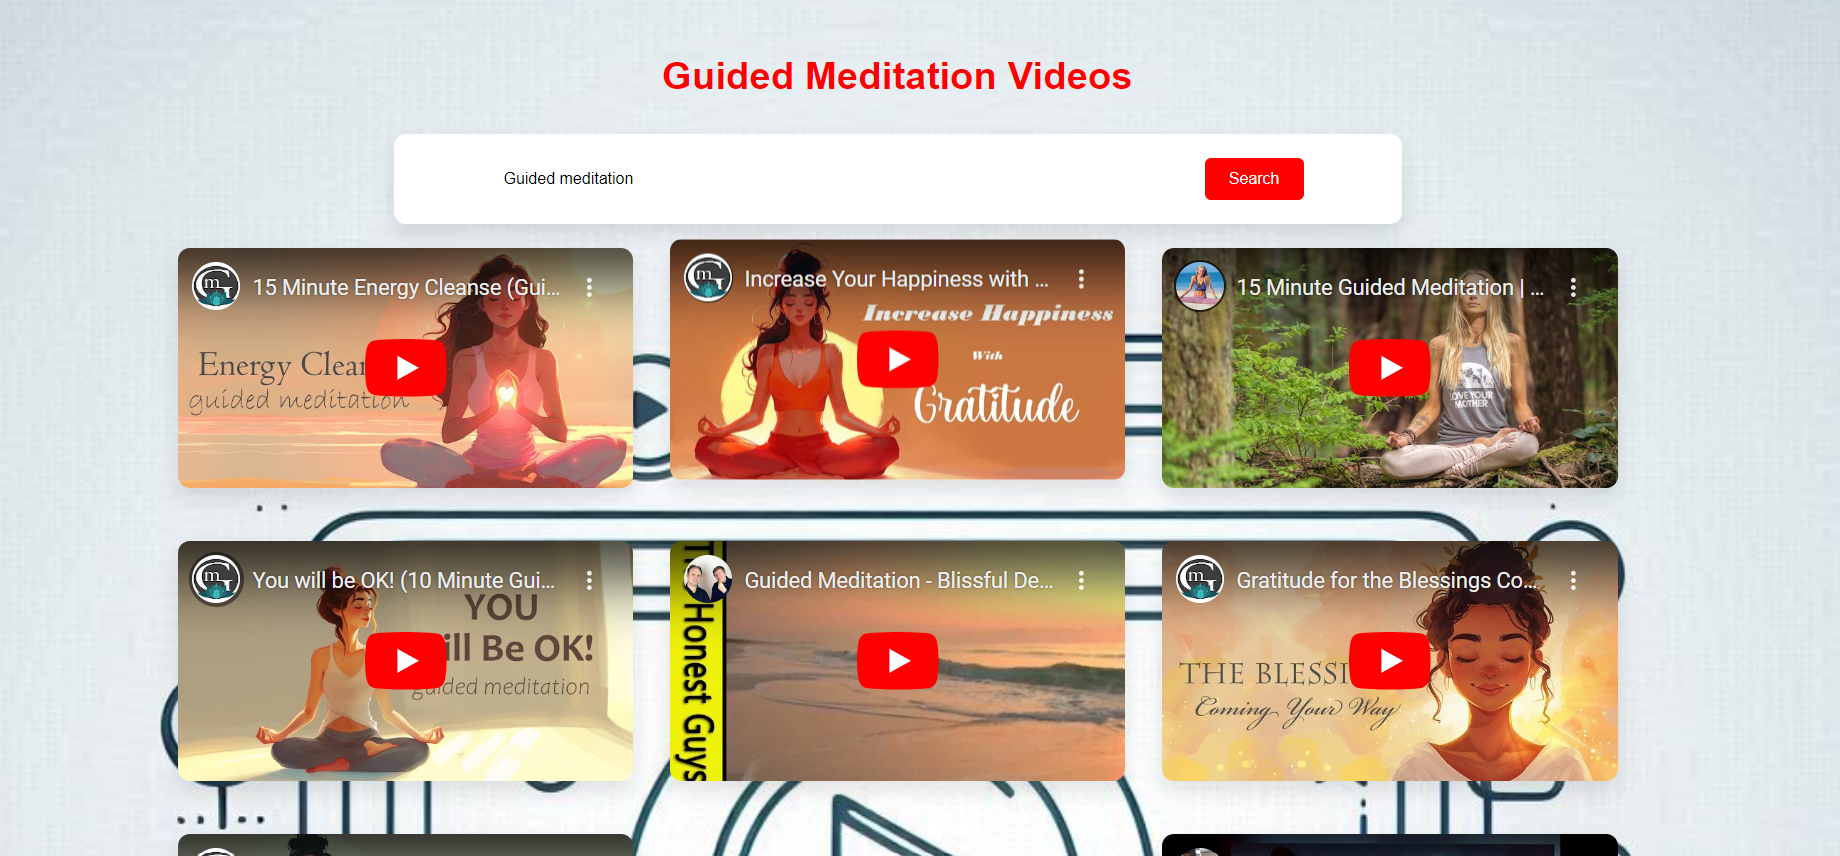 Guided Meditation Videos
Guided meditation
Search
15 Minute Energy Cleanse (Gui...
Energy Clea
guided meditation
Increase Your Happiness with ...
Increase Happiness
With
Gratitude
15 Minute Guided Meditation | ...
LOVE YOUR
MOTHER
You will be OK! (10 Minute Gui...
YOU
ill Be OK!
guided meditation
Guided Meditation - Blissful De...
Honest Guys
Gratitude for the Blessings Co...
THE BLESSI
Coming Your Way